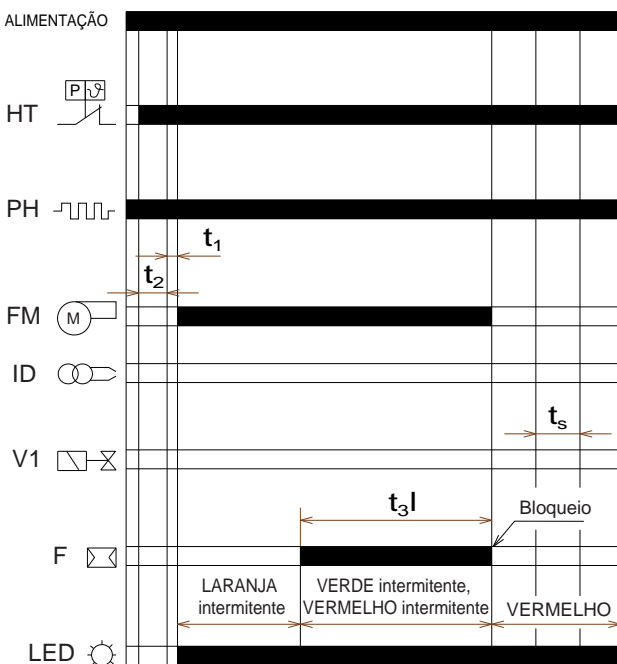 ALIMENTAÇÃO
P ϑ
HT
PH
t₁
t₂
FM
M
ID
tₛ
V1
t₃l
Bloqueio
F
LARANJA
intermitente
VERDE intermitente,
VERMELHO intermitente
VERMELHO
LED